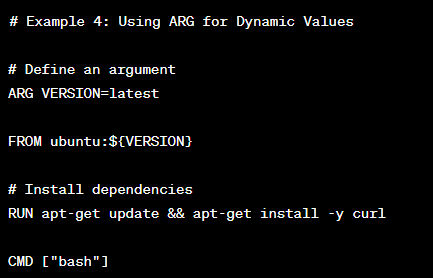 # Example 4: Using ARG for Dynamic Values
# Define an argument
ARG VERSION=latest
FROM ubuntu:${VERSION}
# Install dependencies
RUN apt-get update && apt-get install -y curl
CMD ["bash"]